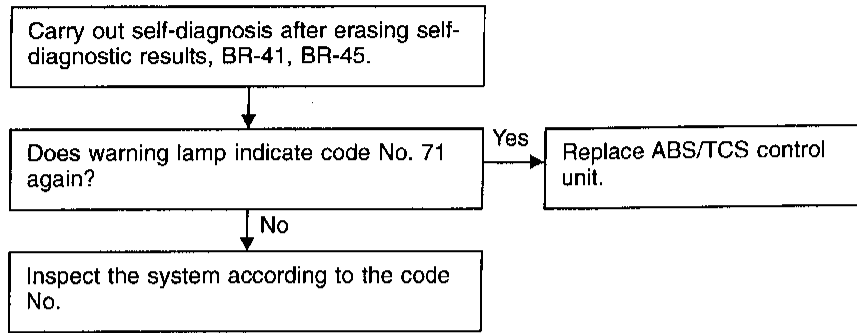 Carry out self-diagnosis after erasing self-
diagnostic results, BR-41, BR-45.
Does warning lamp indicate code No. 71
again?
Yes
Replace ABS/TCS control
unit.
No
Inspect the system according to the code
No.